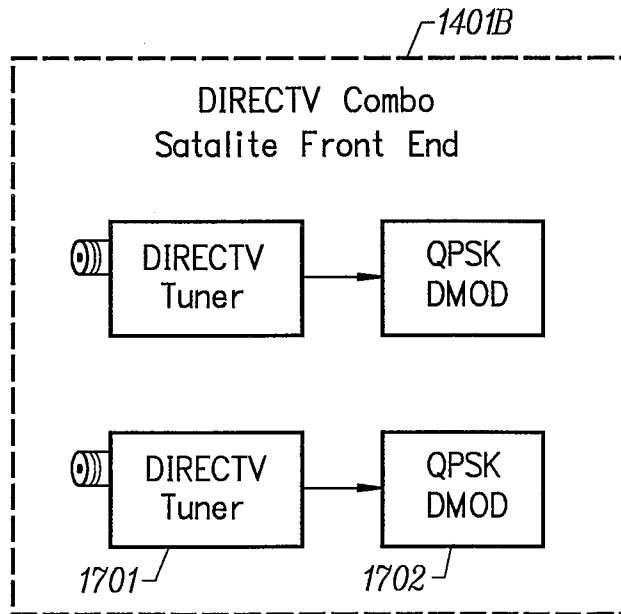 1401B
DIRECTV Combo
Satalite Front End
DIRECTV
Tuner
QPSK
DMOD
DIRECTV
Tuner
QPSK
DMOD
1701
1702